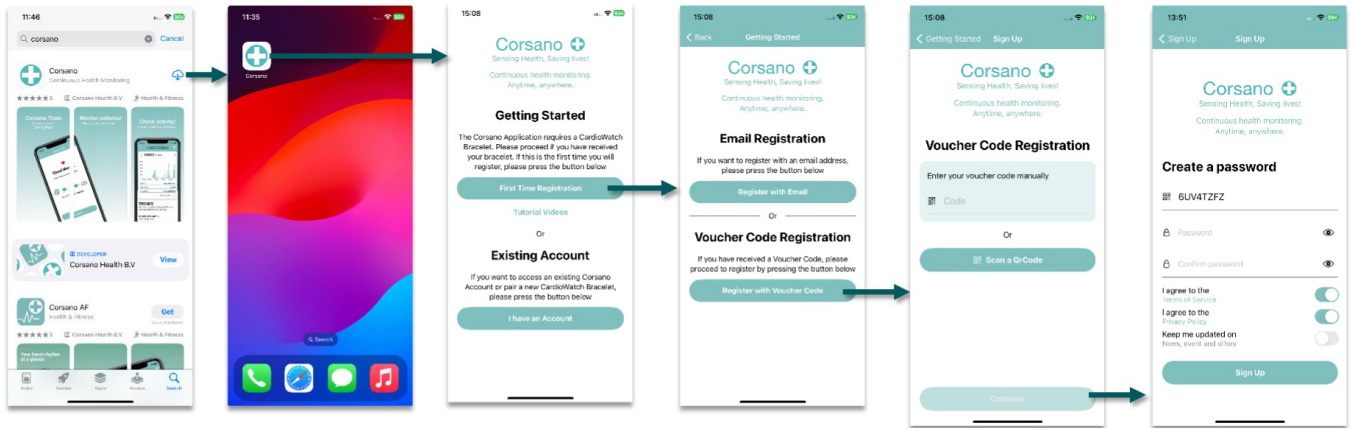 11:46
corsano
Cancel
Corsano
Continuous Health Monitoring
Corsano Health B.V
Health & Fitness
Corsano Trials
Monitor patients!
Check activity!
TRENDS
DEVELOPER
Corsano Health B.V
View
Corsano AF
Health & Fitness
Get
Corsano Health B.V
Health & Fitness
Your heart rhythm
at a glance
Today
Games
Apps
Arcade
Search
11:35
Corsano
Search
15:08
Corsano
Sensing Health, Saving lives!
Continuous health monitoring.
Anytime, anywhere.
Getting Started
The Corsano Application requires a CardioWatch
Bracelet. Please proceed if you have received
your bracelet. If this is the first time you will
register, please press the button below
First Time Registration
Tutorial Videos
Or
Existing Account
If you want to access an existing Corsano
Account or pair a new CardioWatch Bracelet,
please press the button below
I have an Account
15:08
Back
Getting Started
Corsano
Sensing Health, Saving lives!
Continuous health monitoring.
Anytime, anywhere.
Email Registration
If you want to register with an email address,
please press the button below
Register with Email
Or
Voucher Code Registration
If you have received a Voucher Code, please
proceed to register by pressing the button below
Register with Voucher Code
15:08
Getting Started
Sign Up
Corsano
Sensing Health, Saving lives!
Continuous health monitoring.
Anytime, anywhere.
Voucher Code Registration
Enter your voucher code manually
Code
Or
Scan a QrCode
Continue
13:51
Sign Up
Sign Up
Corsano
Sensing Health, Saving lives!
Continuous health monitoring.
Anytime, anywhere.
Create a password
6UV4TZFZ
Password
Confirm password
I agree to the
Terms of Service
I agree to the
Privacy Policy
Keep me updated on
News, event and offers
Sign Up